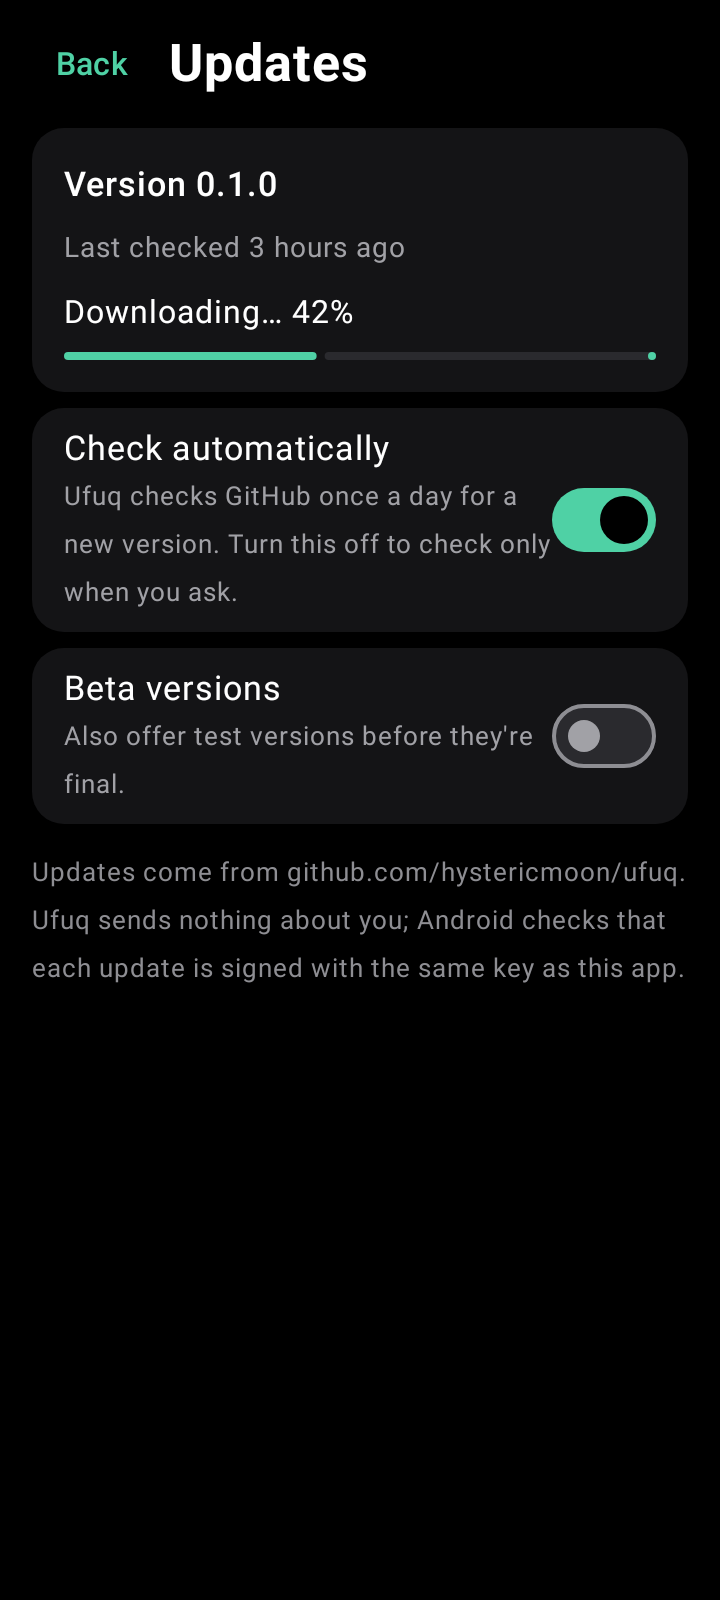 Back Updates
Version 0.1.0
Last checked 3 hours ago
Downloading… 42%
Check automatically
Ufuq checks GitHub once a day for a
new version. Turn this off to check only
when you ask.
Beta versions
Also offer test versions before they're
final.
Updates come from github.com/hystericmoon/ufuq.
Ufuq sends nothing about you; Android checks that
each update is signed with the same key as this app.